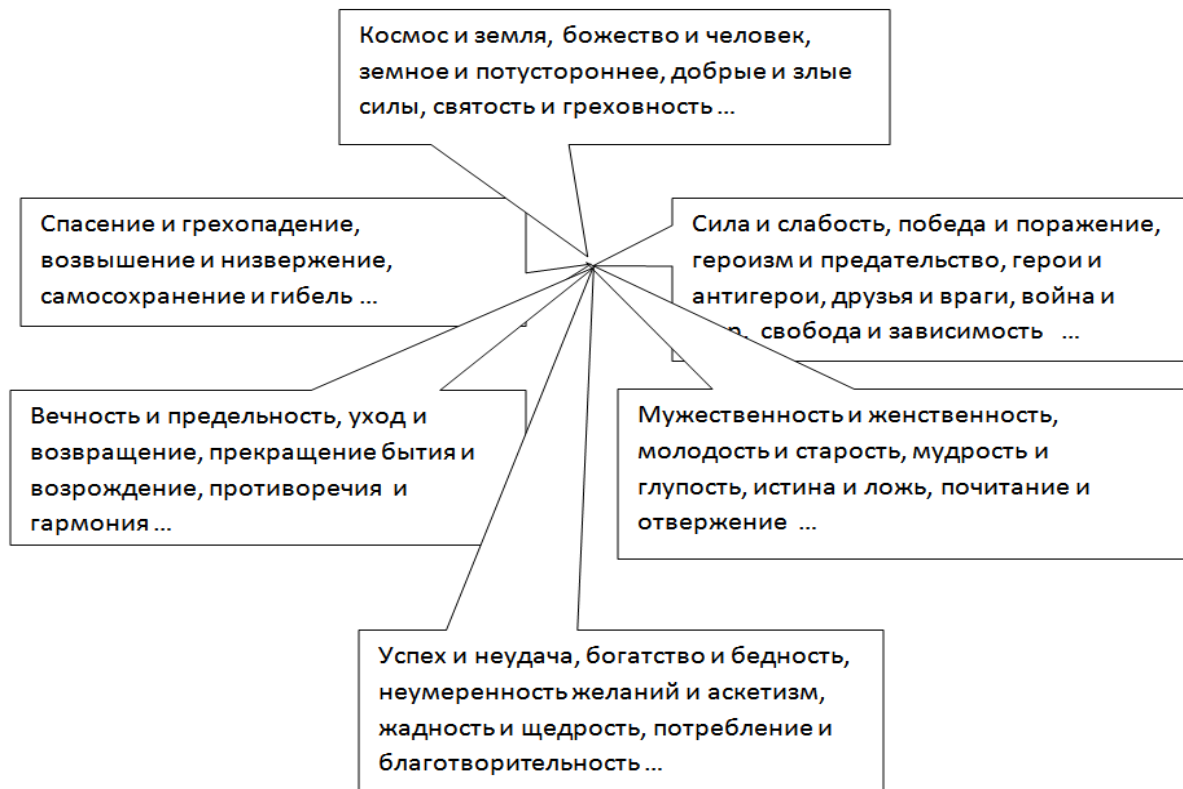 Космос и земля, божество и человек,
земное и потустороннее, добрые и злые
силы, святость и греховность ...
Спасение и грехопадение,
возвышение и низвержение,
самосохранение и гибель ...
Сила и слабость, победа и поражение,
героизм и предательство, герои и
антигерои, друзья и враги, война и
свобода и зависимость ...
Вечность и предельность, уход и
возвращение, прекращение бытия и
возрождение, противоречия и
гармония ...
Мужественность и женственность,
молодость и старость, мудрость и
глупость, истина и ложь, почитание и
отвержение ...
Успех и неудача, богатство и бедность,
неумеренность желаний и аскетизм,
жадность и щедрость, потребление и
благотворительность ...